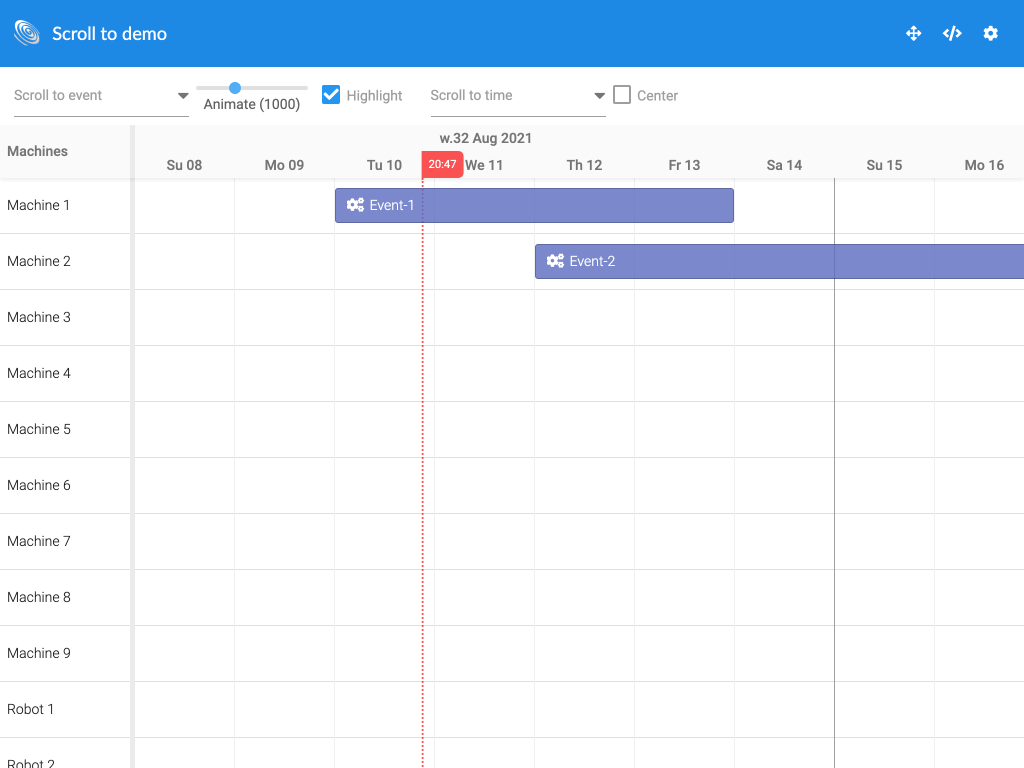 Scroll to demo
Scroll to event
Animate (1000)
Highlight
Scroll to time
Center
Machines
w.32 Aug 2021
Su 08 Mo 09 Tu 10 20:47 We 11 Th 12 Fr 13 Sa 14 Su 15 Mo 16
Machine 1 Event-1
Machine 2 Event-2
Machine 3
Machine 4
Machine 5
Machine 6
Machine 7
Machine 8
Machine 9
Robot 1
Robot 2